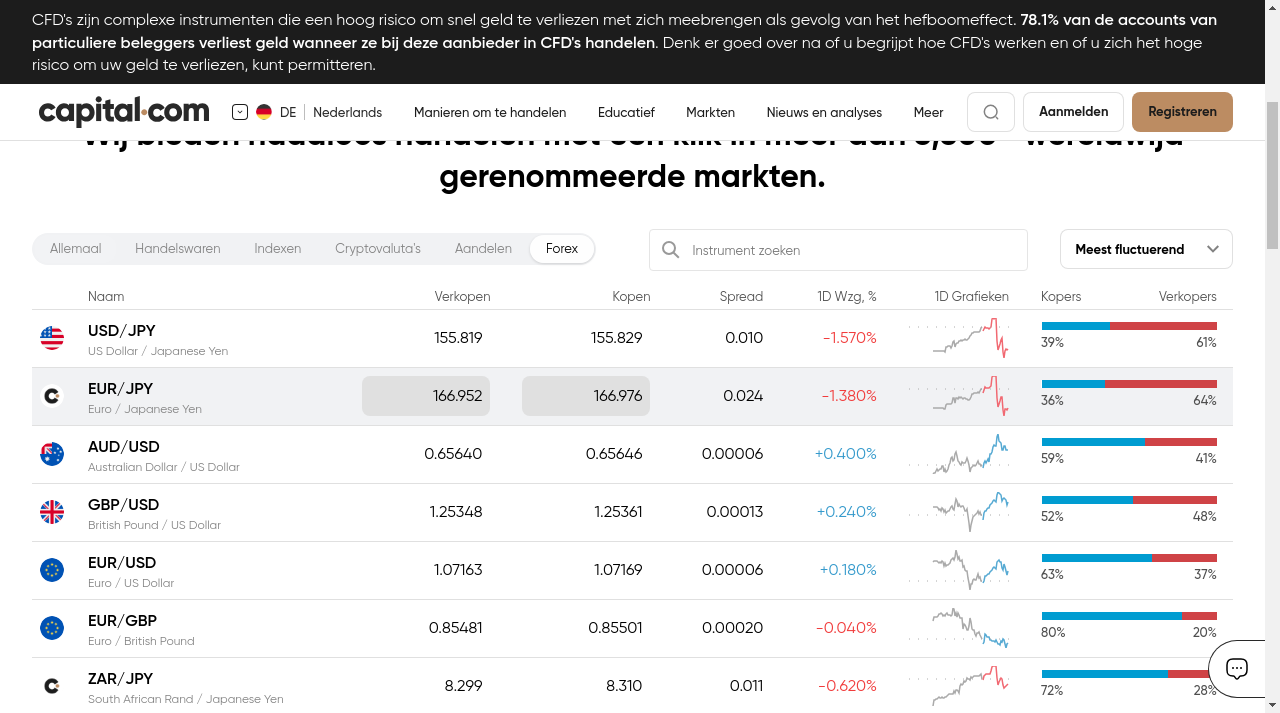 CFD's zijn complexe instrumenten die een hoog risico om snel geld te verliezen met zich meebrengen als gevolg van het hefboomeffect. 78.1% van de accounts van
particuliere beleggers verliest geld wanneer ze bij deze aanbieder in CFD's handelen. Denk er goed over na of u begrijpt hoe CFD's werken en of u zich het hoge
risico om uw geld te verliezen, kunt permitteren.
capital.com
DE Nederlands Manieren om te handelen Educatief Markten Nieuws en analyses Meer Aanmelden Registreren
gerenommeerde markten.
Allemaal Handelswaren Indexen Cryptovaluta's Aandelen Forex Instrument zoeken Meest fluctuerend
Naam Verkopen Kopen Spread 1D Wzg, % 1D Grafieken Kopers Verkopers
USD/JPY 155.819 155.829 0.010 -1.570%
US Dollar / Japanese Yen 39% 61%
EUR/JPY 166.952 166.976 0.024 -1.380%
Euro / Japanese Yen 36% 64%
AUD/USD 0.65640 0.65646 0.00006 +0.400%
Australian Dollar / US Dollar 59% 41%
GBP/USD 1.25348 1.25361 0.00013 +0.240%
British Pound / US Dollar 52% 48%
EUR/USD 1.07163 1.07169 0.00006 +0.180%
Euro / US Dollar 63% 37%
EUR/GBP 0.85481 0.85501 0.00020 -0.040%
Euro / British Pound 80% 20%
ZAR/JPY 8.299 8.310 0.011 -0.620%
South African Rand / Japanese Yen 72% 28%